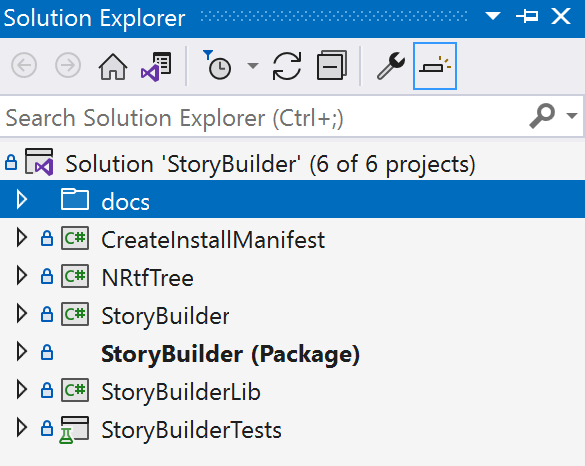 Solution Explorer
Search Solution Explorer (Ctrl+;)
Solution 'StoryBuilder' (6 of 6 projects)
docs
C# CreateInstallManifest
C# NRtfTree
C# StoryBuilder
StoryBuilder (Package)
C# StoryBuilderLib
StoryBuilderTests